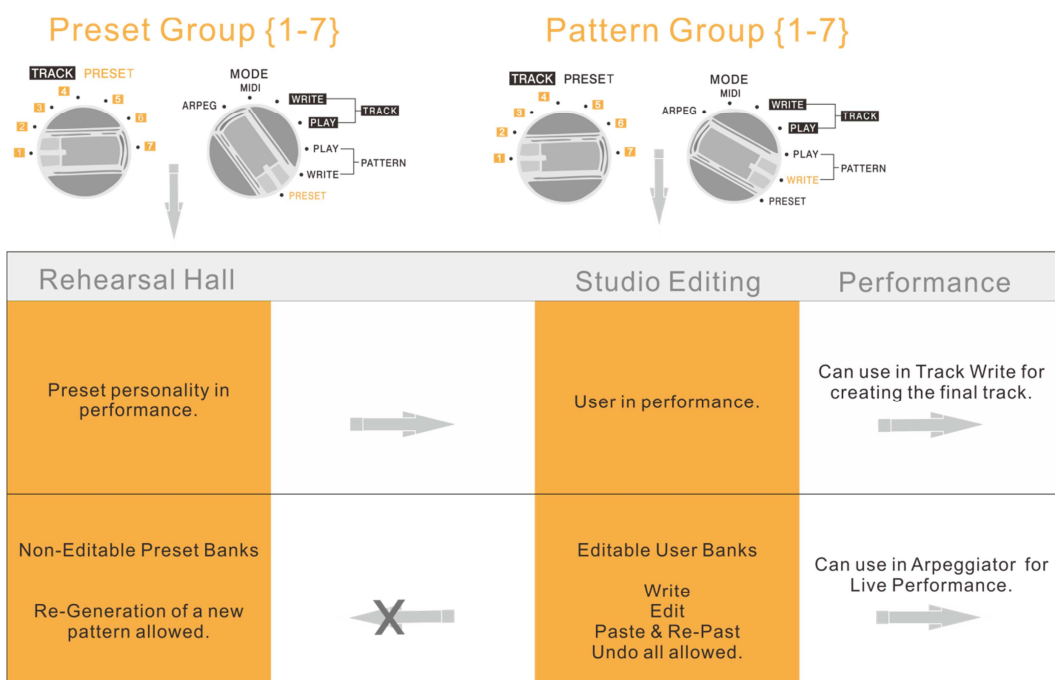 Preset Group {1-7}
TRACK PRESET
1
2
3
4
5
6
7
MODE
MIDI
ARPEG
WRITE
PLAY
TRACK
PLAY
WRITE
PATTERN
PRESET
Pattern Group {1-7}
TRACK PRESET
1
2
3
4
5
6
7
MODE
MIDI
ARPEG
WRITE
PLAY
TRACK
PLAY
WRITE
PATTERN
PRESET
Rehearsal Hall
Studio Editing
Performance
Preset personality in
performance.
User in performance.
Can use in Track Write for
creating the final track.
Non-Editable Preset Banks
Re-Generation of a new
pattern allowed.
X
Editable User Banks
Write
Edit
Paste & Re-Past
Undo all allowed.
Can use in Arpeggiator for
Live Performance.